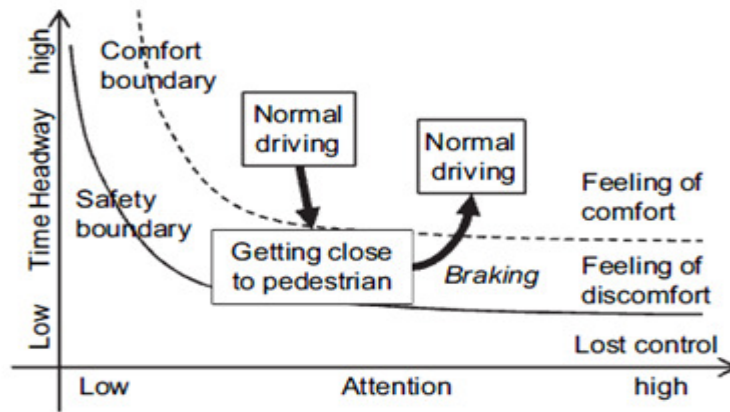 high
Time Headway
Low
Comfort
boundary
Safety
boundary
Normal
driving
Normal
driving
Getting close
to pedestrian
Braking
Feeling of
comfort
Feeling of
discomfort
Lost control
Low
Attention
high